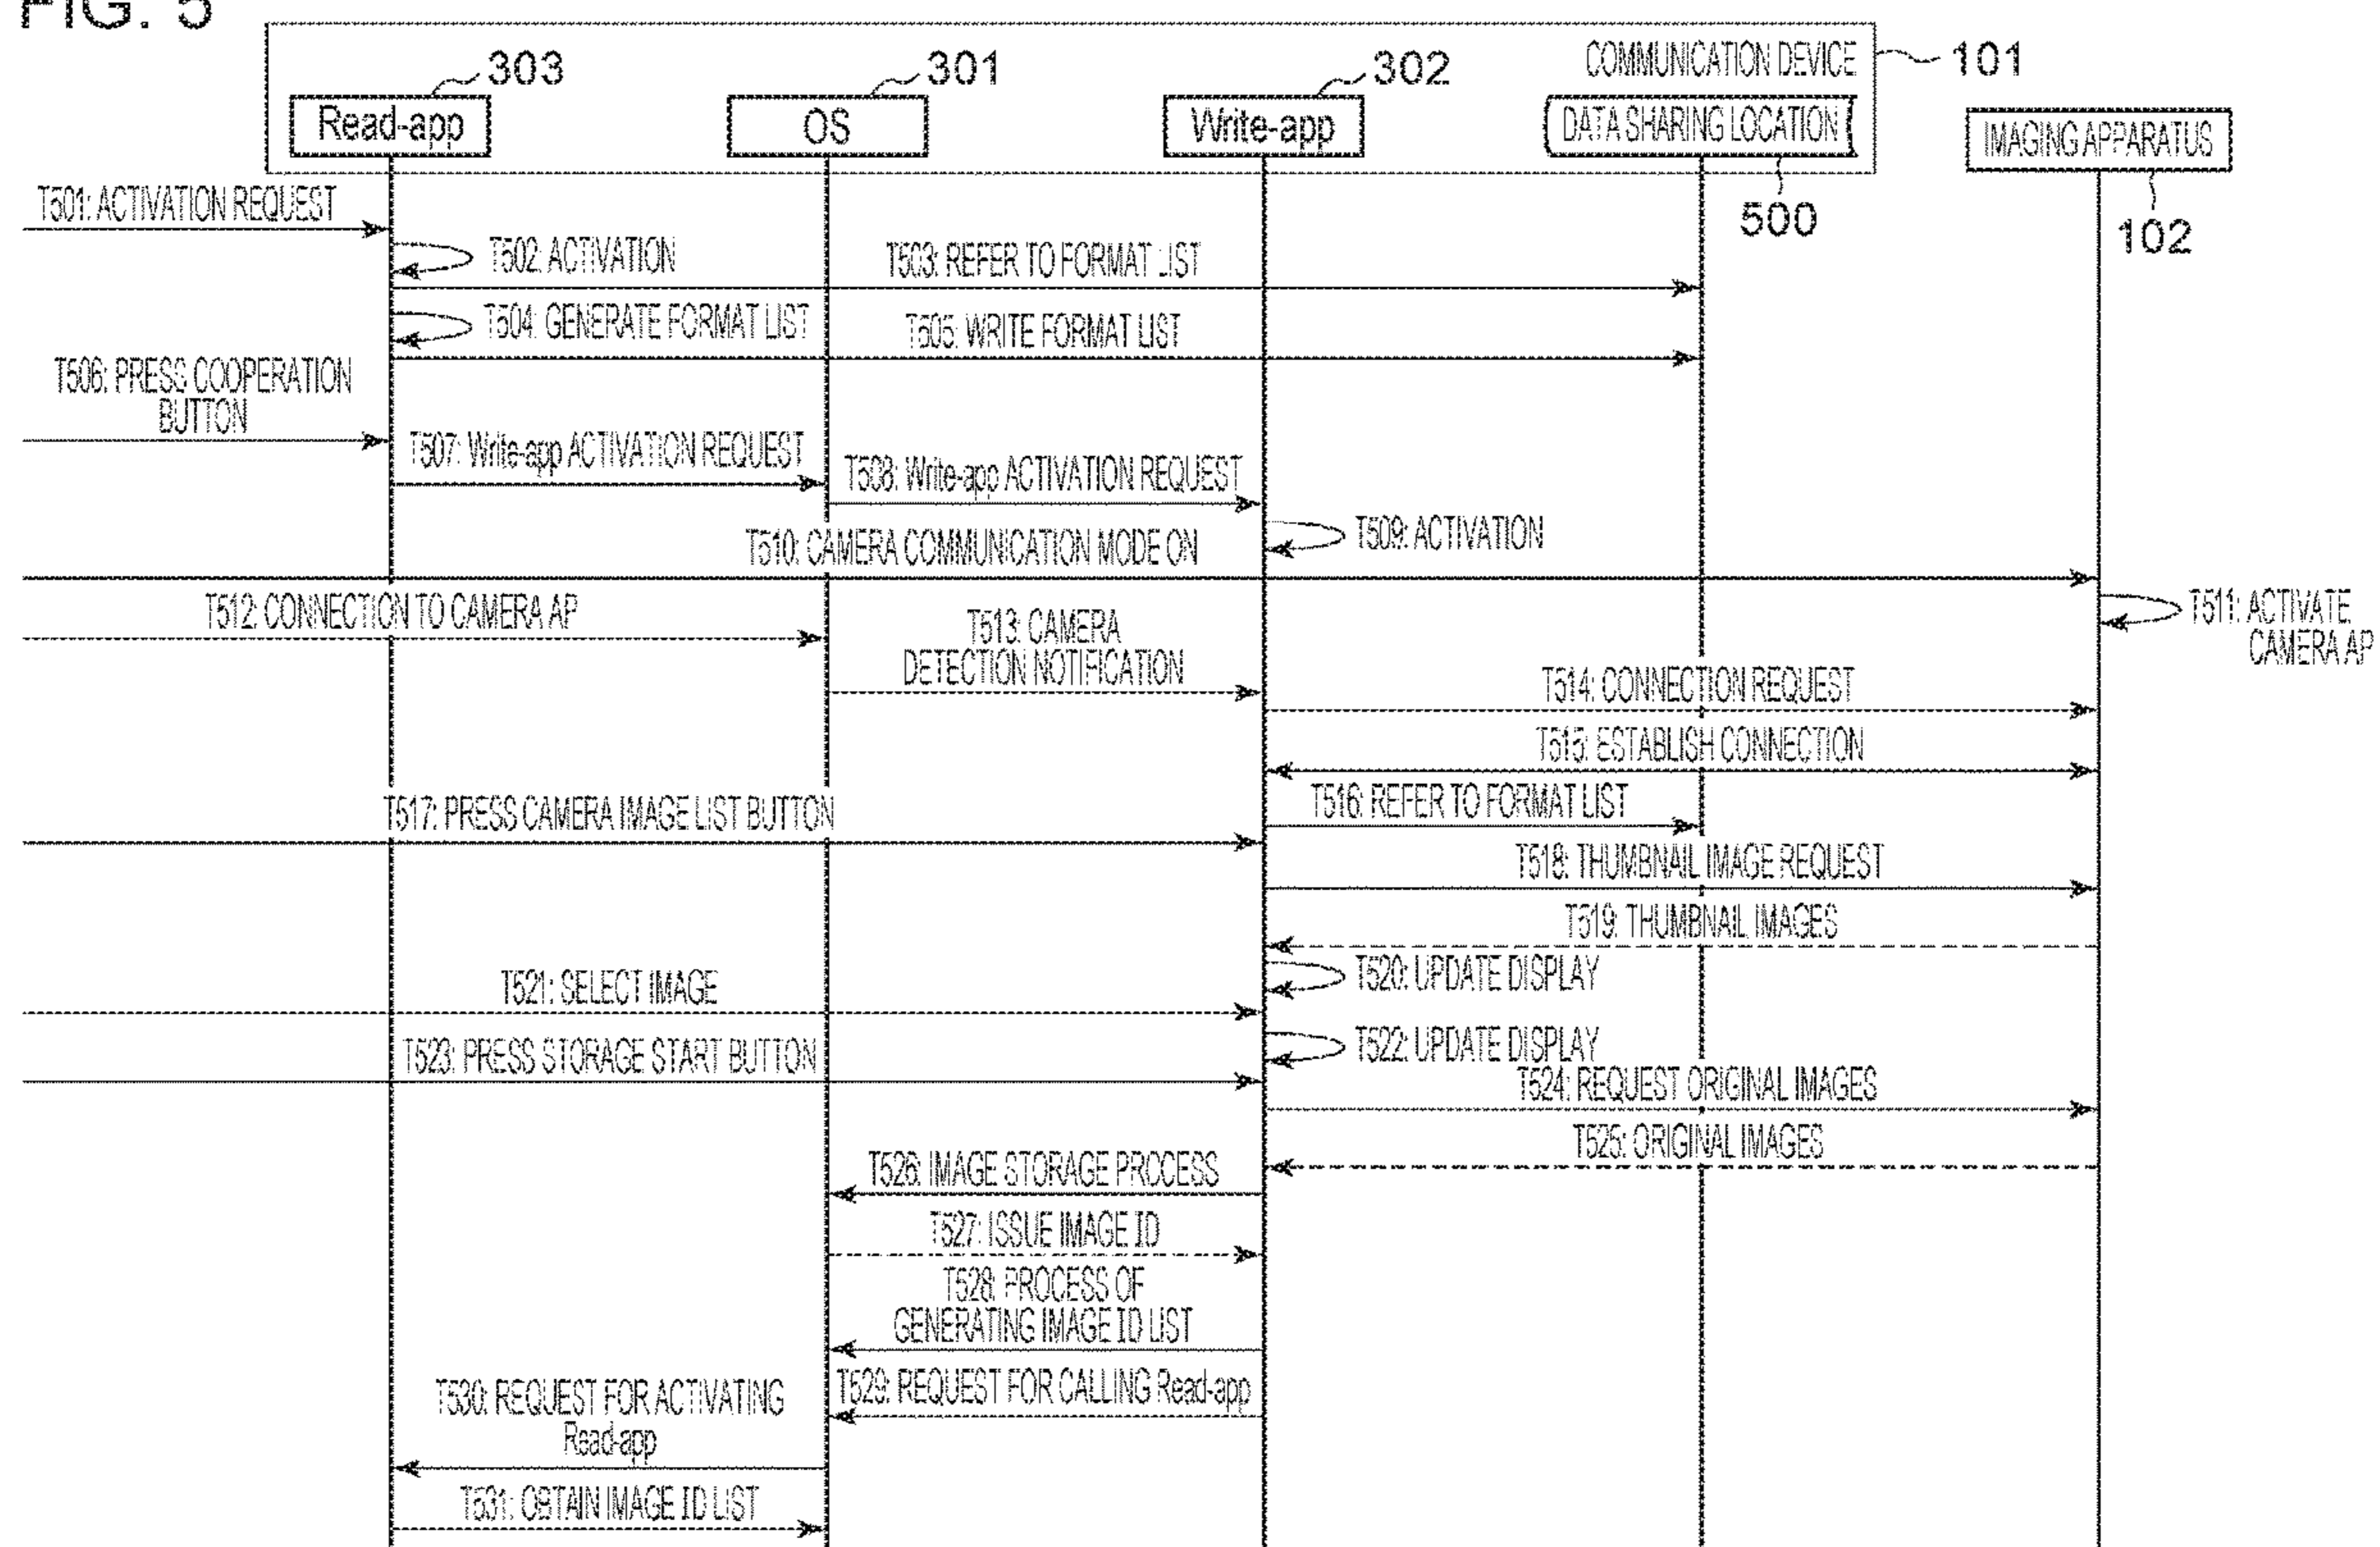 FIG. 5
COMMUNICATION DEVICE
101
303
301
302
Read-app
OS
Write-app
DATA SHARING LOCATION
IMAGING APPARATUS
500
102
T501: ACTIVATION REQUEST
T502: ACTIVATION
T503: REFER TO FORMAT LIST
T504: GENERATE FORMAT LIST
T505: WRITE FORMAT LIST
T506: PRESS COOPERATION
BUTTON
T507: Write-app ACTIVATION REQUEST
T508: Write-app ACTIVATION REQUEST
T509: ACTIVATION
T510: CAMERA COMMUNICATION MODE ON
T511: ACTIVATE
CAMERA AP
T512: CONNECTION TO CAMERA AP
T513: CAMERA
DETECTION NOTIFICATION
T514: CONNECTION REQUEST
T515: ESTABLISH CONNECTION
T516: REFER TO FORMAT LIST
T517: PRESS CAMERA IMAGE LIST BUTTON
T518: THUMBNAIL IMAGE REQUEST
T519: THUMBNAIL IMAGES
T520: UPDATE DISPLAY
T521: SELECT IMAGE
T522: UPDATE DISPLAY
T523: PRESS STORAGE START BUTTON
T524: REQUEST ORIGINAL IMAGES
T525: ORIGINAL IMAGES
T526: IMAGE STORAGE PROCESS
T527: ISSUE IMAGE ID
T528: PROCESS OF
GENERATING IMAGE ID LIST
T529: REQUEST FOR CALLING Read-app
T530: REQUEST FOR ACTIVATING
Read-app
T531: OBTAIN IMAGE ID LIST